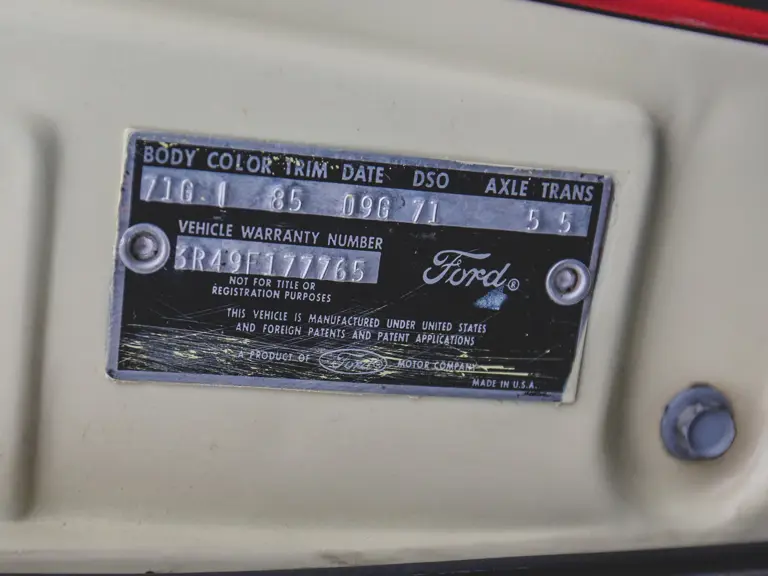 BODY COLOR TRIM DATE DSO AXLE TRANS
71G I 85 09G 71 5 5
VEHICLE WARRANTY NUMBER
3R49F177765
Ford®
NOT FOR TITLE OR
REGISTRATION PURPOSES
THIS VEHICLE IS MANUFACTURED UNDER UNITED STATES
AND FOREIGN PATENTS AND PATENT APPLICATIONS
A PRODUCT OF Ford MOTOR COMPANY
MADE IN U.S.A.